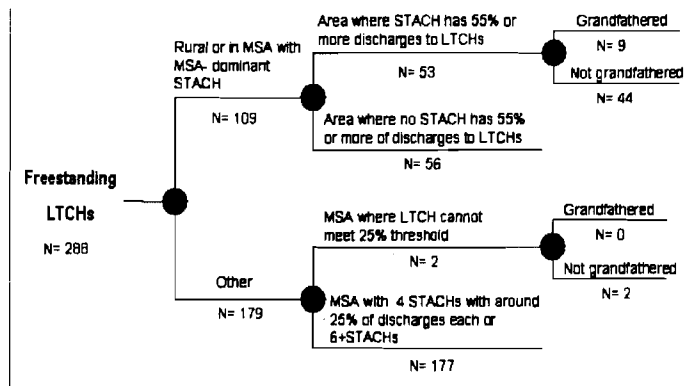 Freestanding
LTCHs
N= 288
Rural or in MSA with
MSA- dominant
STACH
N= 109
Area where STACH has 55% or
more discharges to LTCHs
N= 53
Grandfathered
N= 9
Not grandfathered
N= 44
Area where no STACH has 55%
or more of discharges to LTCHs
N= 56
Other
N= 179
MSA where LTCH cannot
meet 25% threshold
N= 2
Grandfathered
N= 0
Not grandfathered
N= 2
MSA with 4 STACHs with around
25% of discharges each or
6+STACHs
N= 177